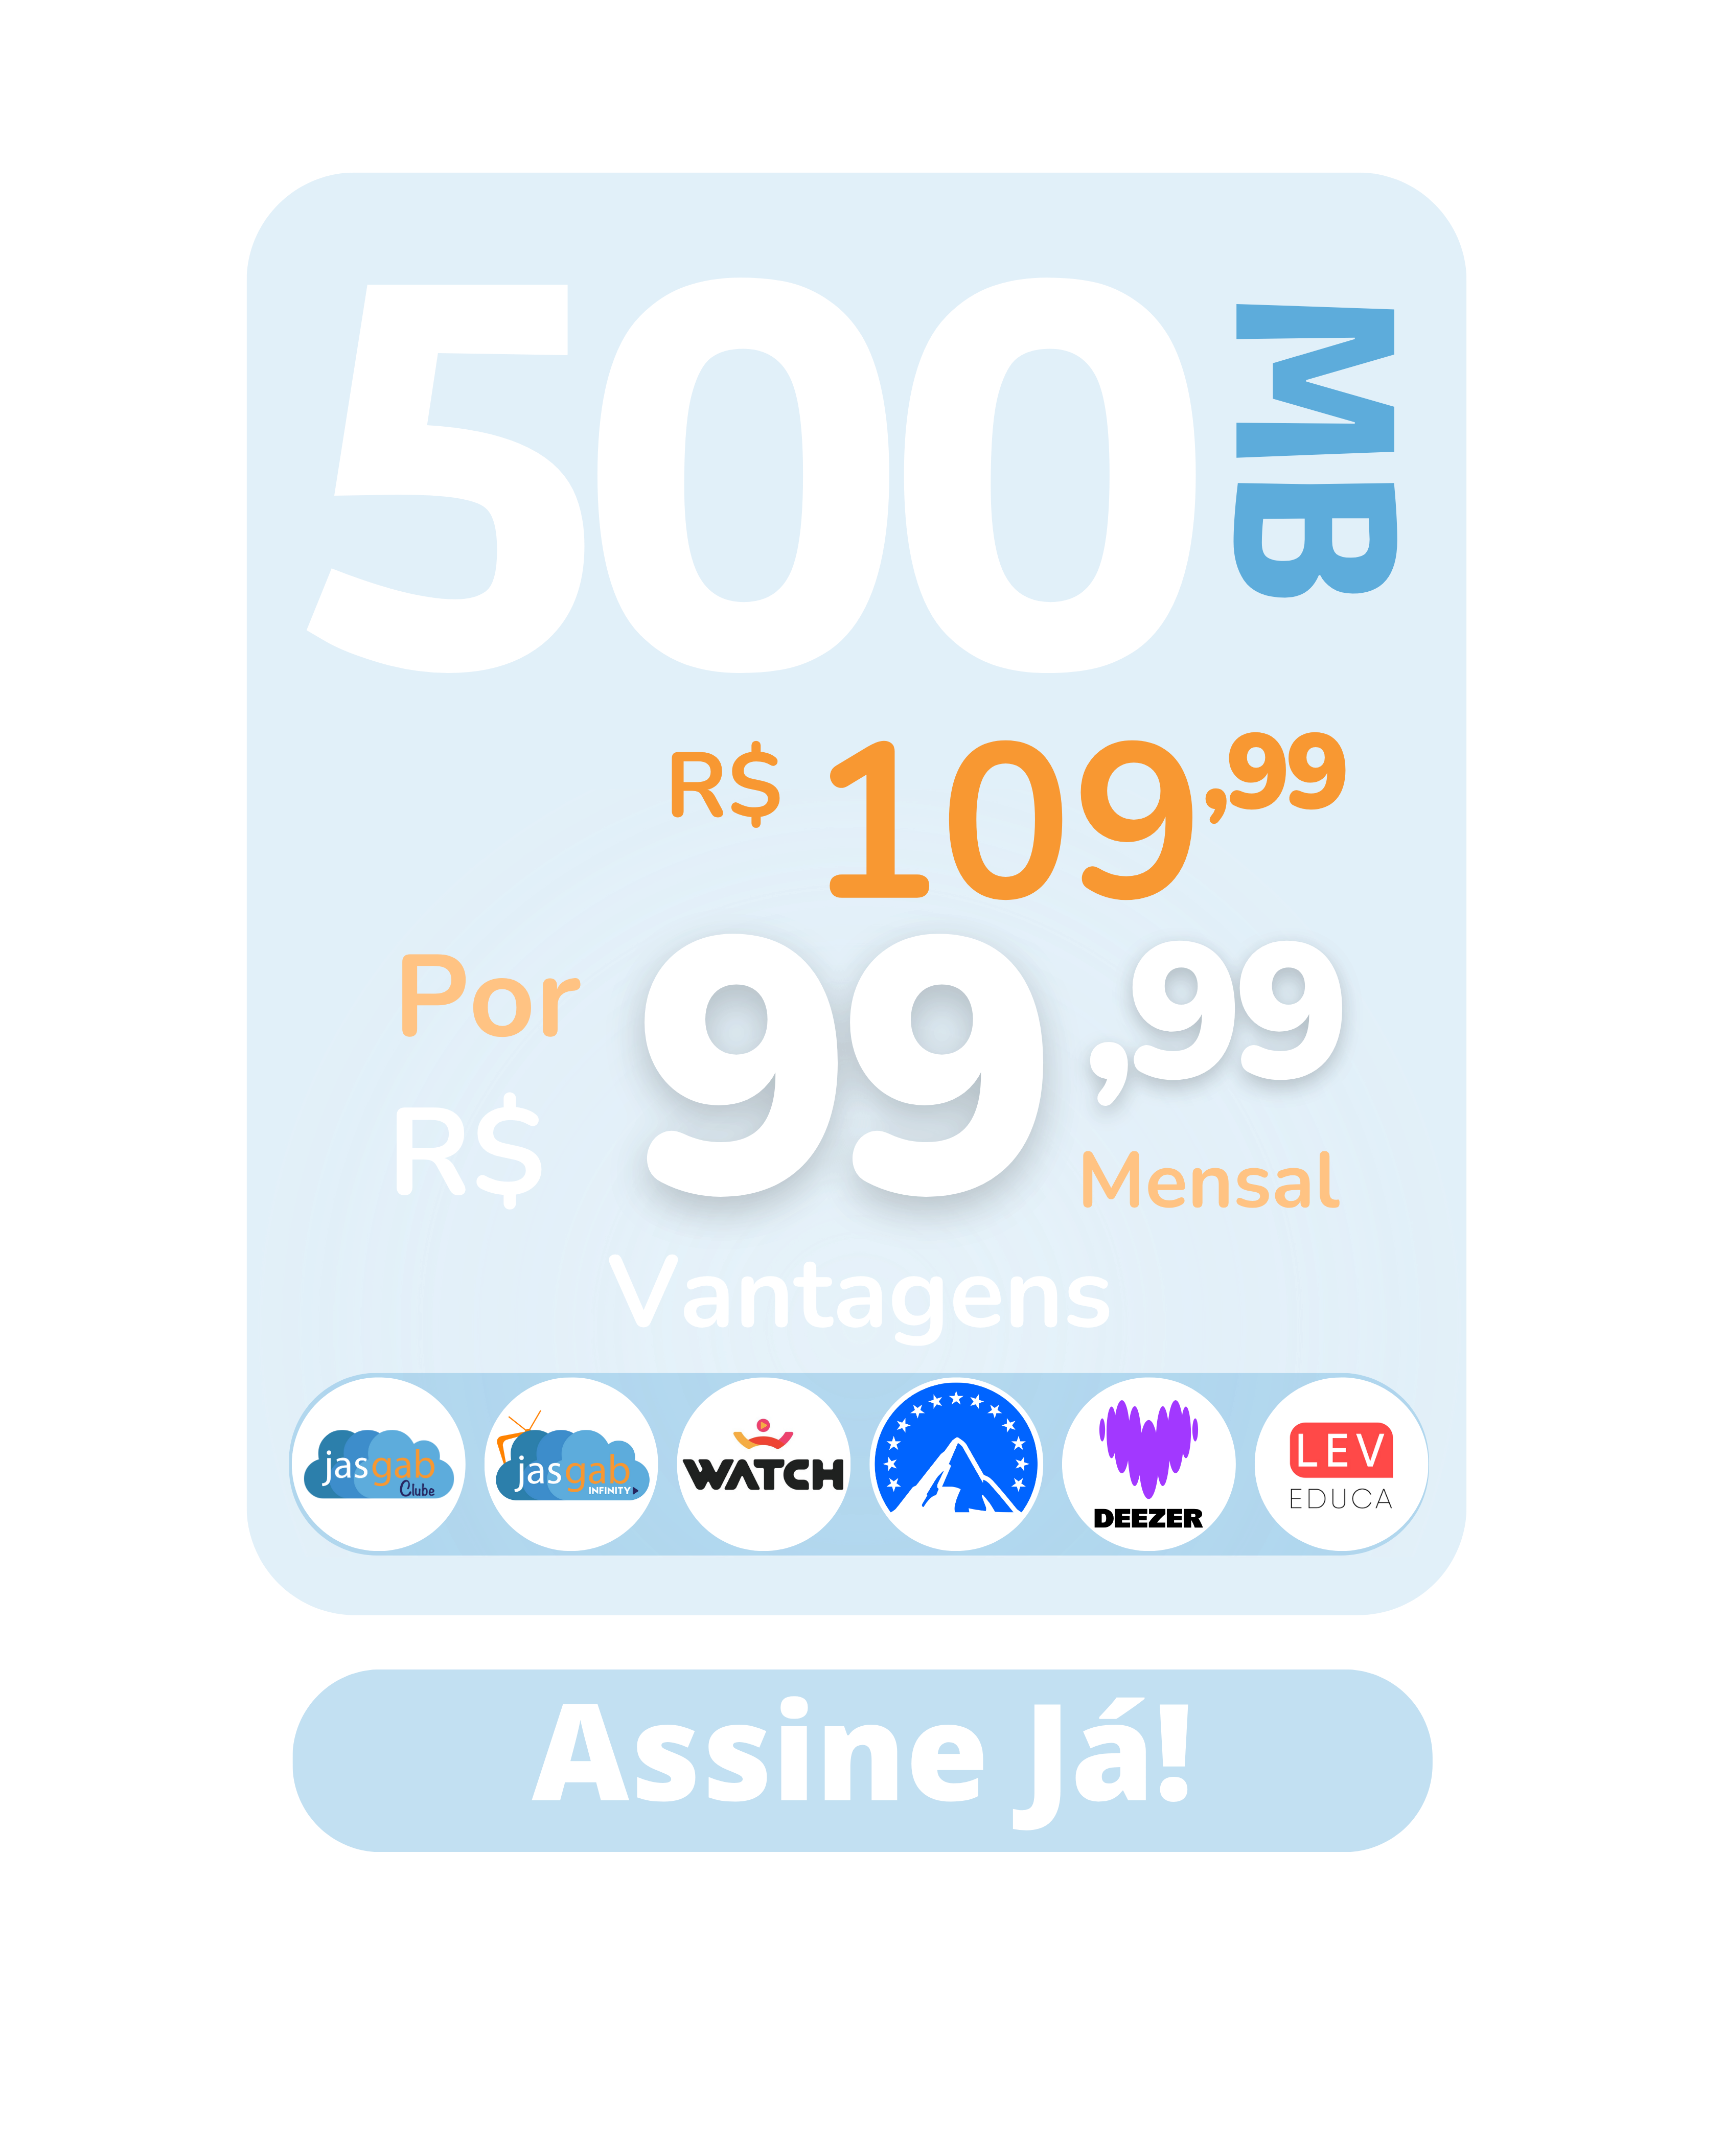 500 MB
R$ 109,99
Por
R$ 99,99
Mensal
Vantagens
jasgab Clube
jasgab INFINITY
WATCH
DEEZER
LEV EDUCA
Assine Já!